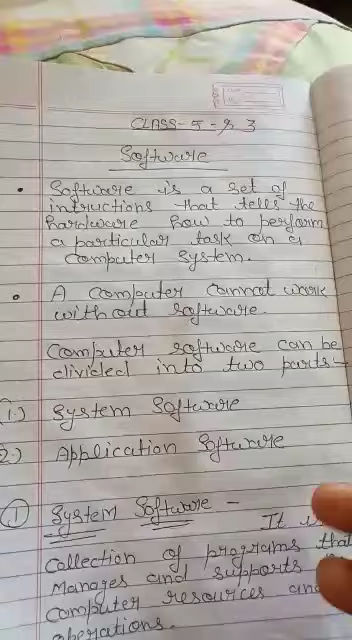 CLASS-5-
Software
• Software is a set of
intructions that tells the
hardware how to perform
a particular task on a
computer system.
• A computer cannot work
without software.
Computer software can be
divided into two parts-
1.) System Software
2.) Application Software
① System Software -
It is
collection of programs that
Manages and supports
computer resources and
operations.